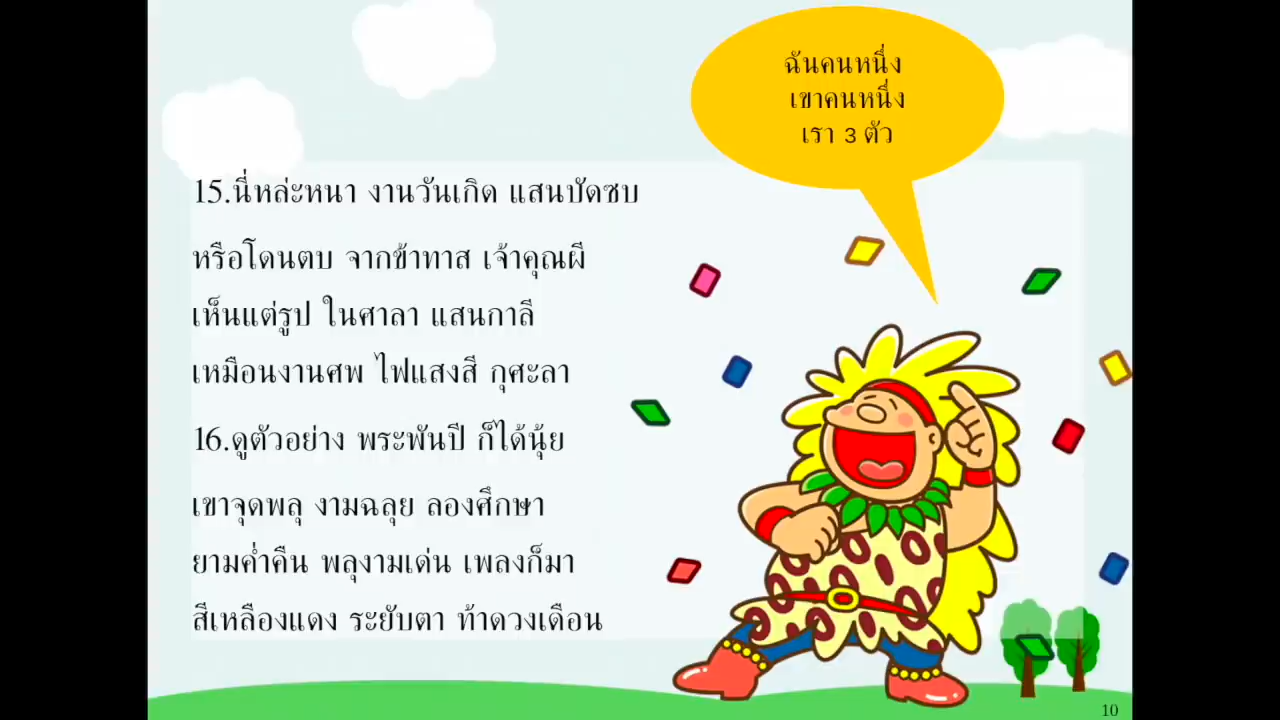 ฉันคนหนึ่ง
เขาคนหนึ่ง
เรา 3 ตัว
15.นี่หล่ะหนา งานวันเกิด แสนบัดซบ
หรือโดนตบ จากข้าทาส เจ้าคุณผี
เห็นแต่รูป ในศาลา แสนกาลี
เหมือนงานศพ ไฟแสงสี กุศะลา
16.ดูตัวอย่าง พระพันปี ก็ได้นุ้ย
เขาจุดพลุ งามฉลุย ลองศึกษา
ยามค่ำคืน พลุงามเด่น เพลงก็มา
สีเหลืองแดง ระยับตา ท้าดวงเดือน
10